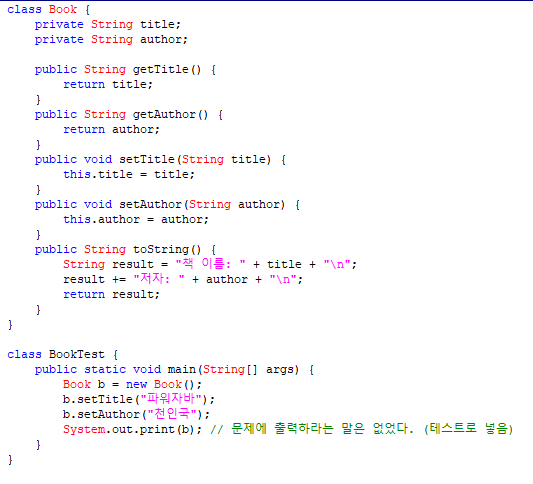 class Book {
    private String title;
    private String author;

    public String getTitle() {
        return title;
    }
    public String getAuthor() {
        return author;
    }
    public void setTitle(String title) {
        this.title = title;
    }
    public void setAuthor(String author) {
        this.author = author;
    }
    public String toString() {
        String result = "책 이름: " + title + "\n";
        result += "저자: " + author + "\n";
        return result;
    }
}

class BookTest {
    public static void main(String[] args) {
        Book b = new Book();
        b.setTitle("파워자바");
        b.setAuthor("천인국");
        System.out.print(b); // 문제에 출력하라는 말은 없었다. (테스트로 넣음)
    }
}